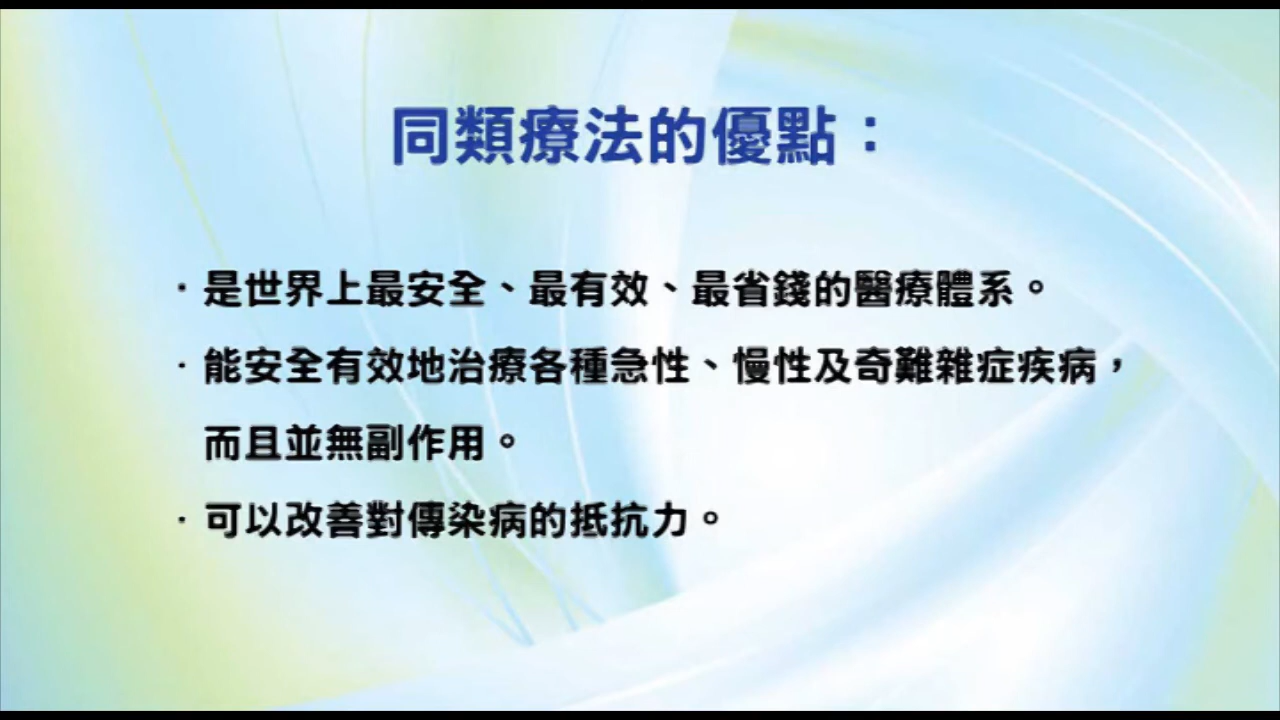 同類療法的優點：
·是世界上最安全、最有效、最省錢的醫療體系。
·能安全有效地治療各種急性、慢性及奇難雜症疾病，
而且並無副作用。
·可以改善對傳染病的抵抗力。